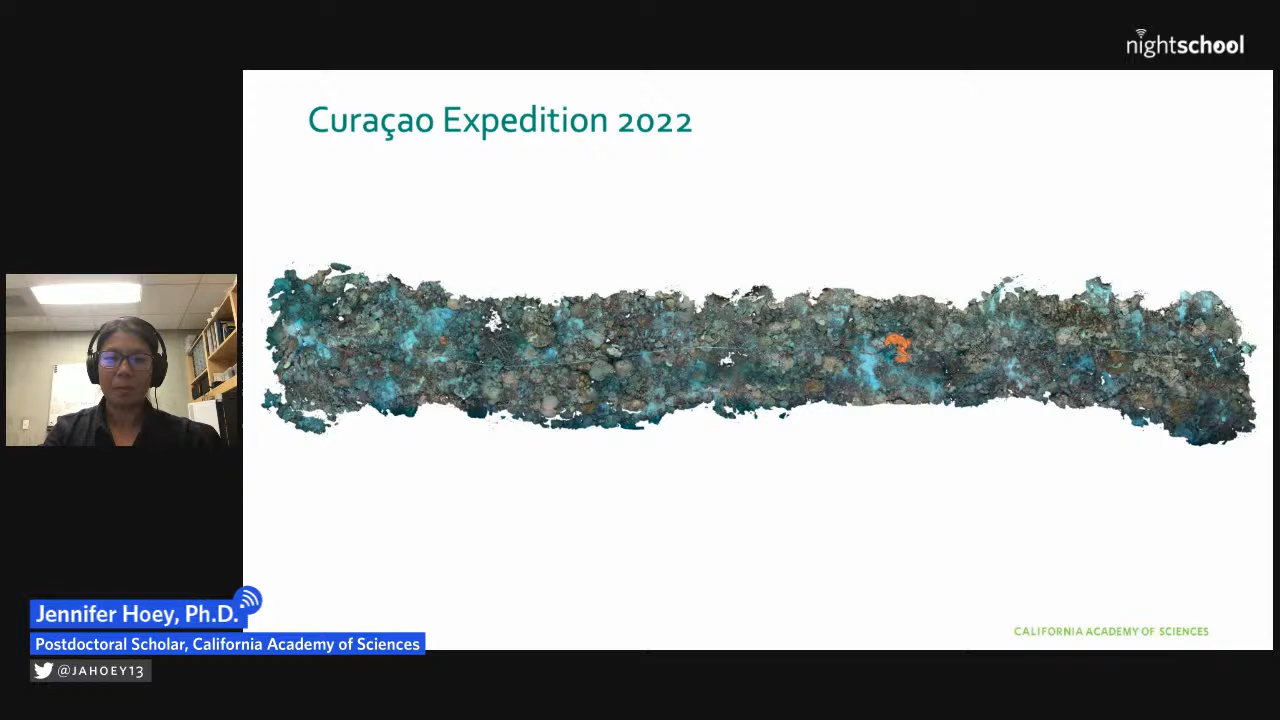 nightschool
Curaçao Expedition 2022
Jennifer Hoey, Ph.D.
Postdoctoral Scholar, California Academy of Sciences
@JAHOEY13
CALIFORNIA ACADEMY OF SCIENCES